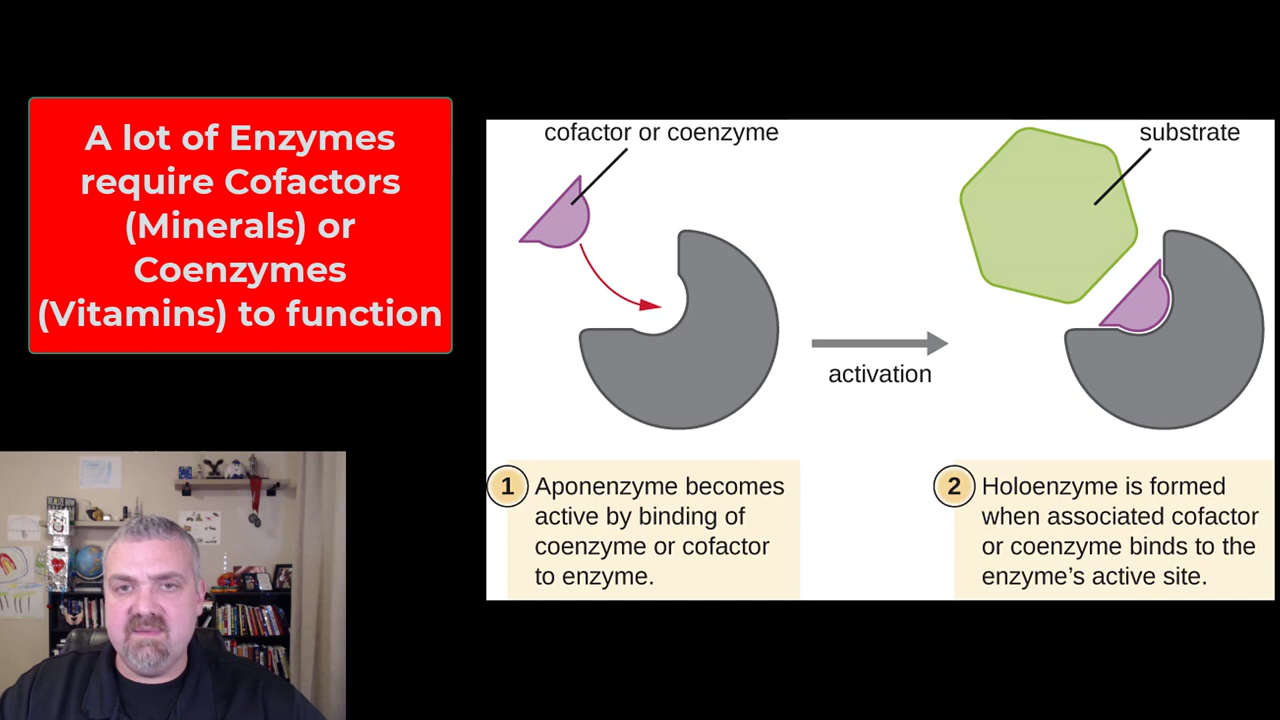 A lot of Enzymes
require Cofactors
(Minerals) or
Coenzymes
(Vitamins) to function
cofactor or coenzyme
substrate
activation
1 Aponenzyme becomes
active by binding of
coenzyme or cofactor
to enzyme.
2 Holoenzyme is formed
when associated cofactor
or coenzyme binds to the
enzyme’s active site.